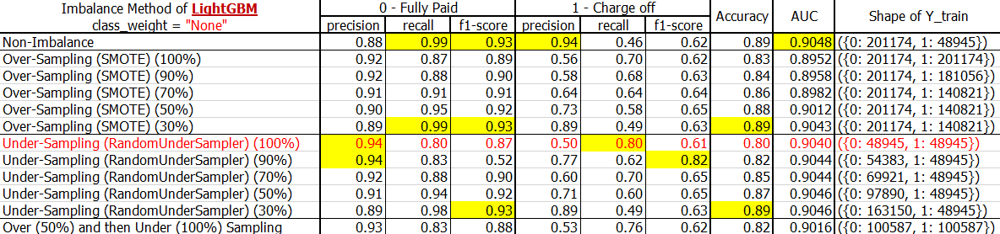 Imbalance Method of LightGBM 0 - Fully Paid 1 - Charge off Accuracy AUC Shape of Y_train
class_weight = "None" precision recall f1-score precision recall f1-score
Non-Imbalance 0.88 0.99 0.93 0.94 0.46 0.62 0.89 0.9048 ({0: 201174, 1: 48945})
Over-Sampling (SMOTE) (100%) 0.92 0.87 0.89 0.56 0.70 0.62 0.83 0.8952 ({0: 201174, 1: 201174})
Over-Sampling (SMOTE) (90%) 0.92 0.88 0.90 0.58 0.68 0.63 0.84 0.8958 ({0: 201174, 1: 181056})
Over-Sampling (SMOTE) (70%) 0.91 0.91 0.91 0.64 0.64 0.64 0.86 0.8982 ({0: 201174, 1: 140821})
Over-Sampling (SMOTE) (50%) 0.90 0.95 0.92 0.73 0.58 0.65 0.88 0.9012 ({0: 201174, 1: 140821})
Over-Sampling (SMOTE) (30%) 0.89 0.99 0.93 0.89 0.49 0.63 0.89 0.9043 ({0: 201174, 1: 140821})
Under-Sampling (RandomUnderSampler) (100%) 0.94 0.80 0.87 0.50 0.80 0.61 0.80 0.9040 ({0: 48945, 1: 48945})
Under-Sampling (RandomUnderSampler) (90%) 0.94 0.83 0.52 0.77 0.62 0.82 0.82 0.9044 ({0: 54383, 1: 48945})
Under-Sampling (RandomUnderSampler) (70%) 0.92 0.88 0.90 0.60 0.70 0.65 0.85 0.9044 ({0: 69921, 1: 48945})
Under-Sampling (RandomUnderSampler) (50%) 0.91 0.94 0.92 0.71 0.60 0.65 0.87 0.9046 ({0: 97890, 1: 48945})
Under-Sampling (RandomUnderSampler) (30%) 0.89 0.98 0.93 0.89 0.49 0.63 0.89 0.9046 ({0: 163150, 1: 48945})
Over (50%) and then Under (100%) Sampling 0.93 0.83 0.88 0.53 0.76 0.62 0.82 0.9016 ({0: 100587, 1: 100587})